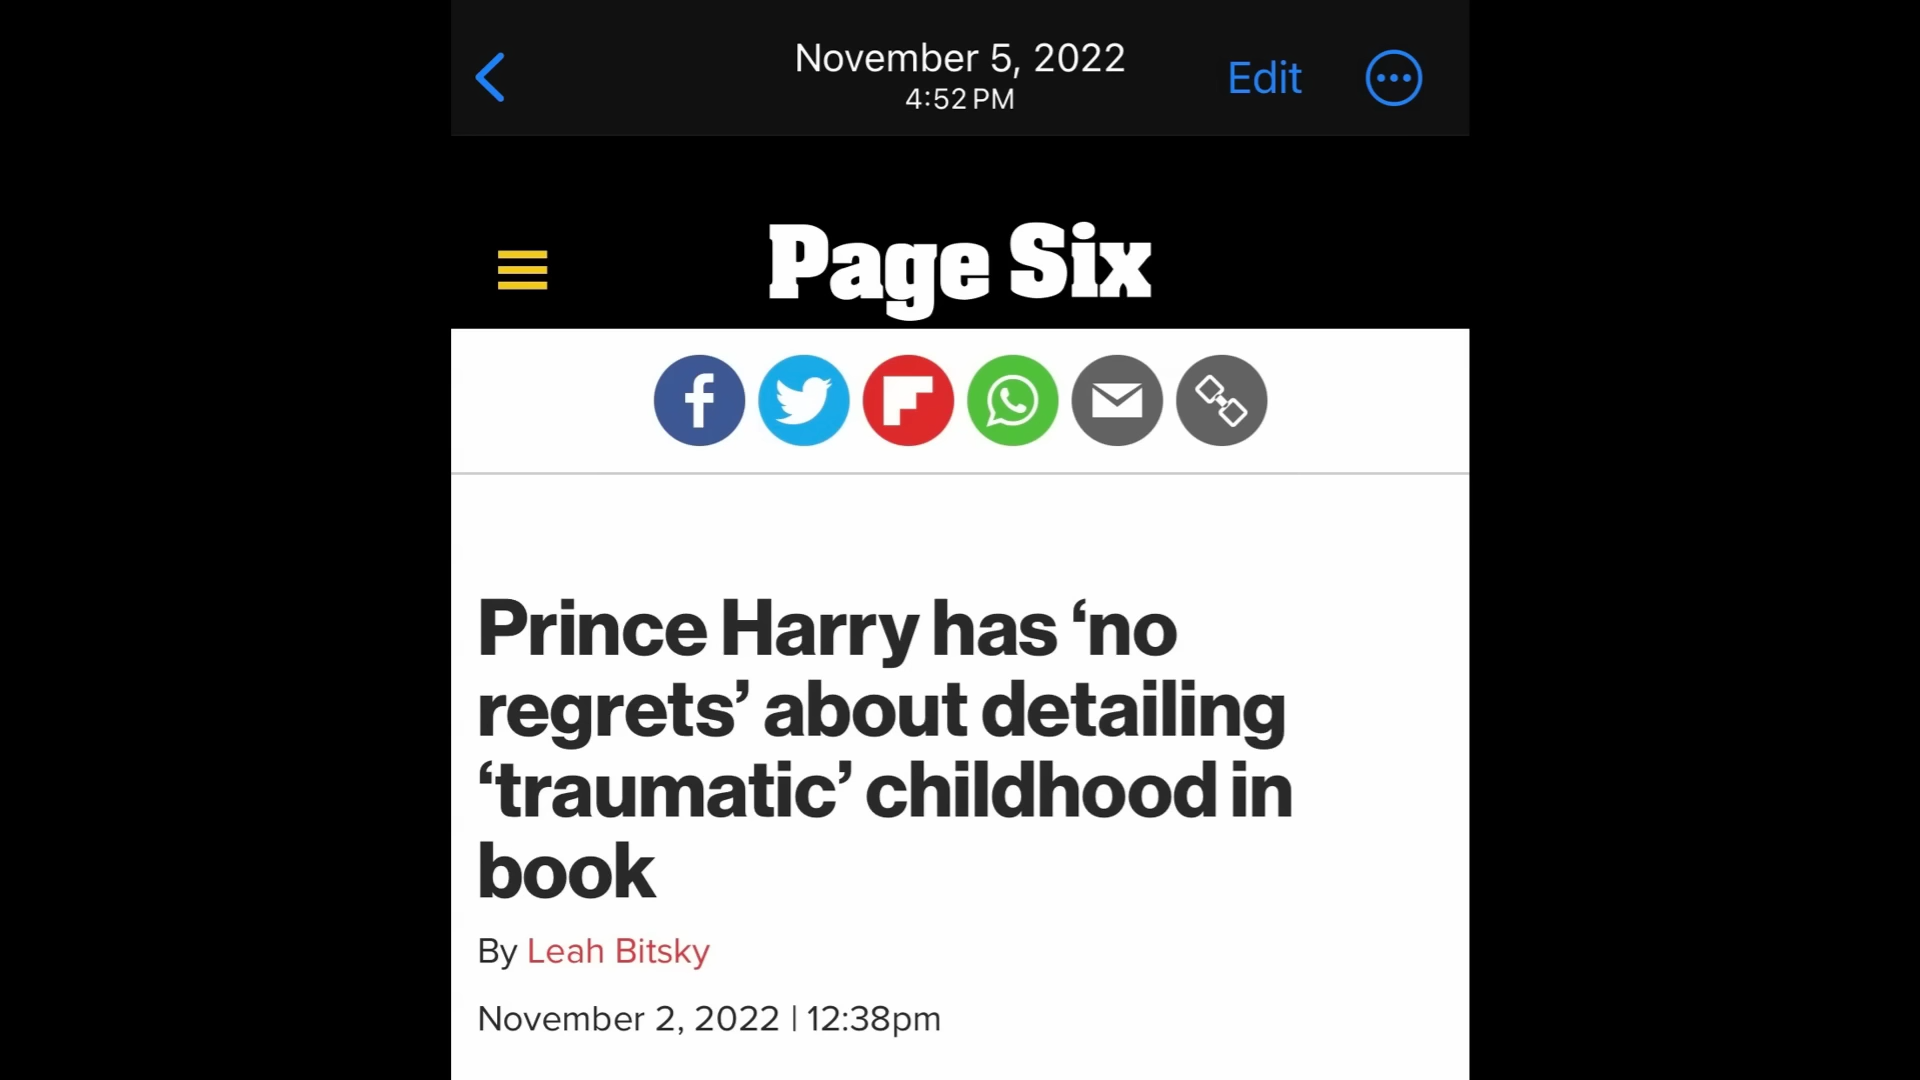 November 5, 2022
4:52 PM
Edit
Page Six
Prince Harry has ‘no
regrets’ about detailing
‘traumatic’ childhood in
book
By Leah Bitsky
November 2, 2022 | 12:38pm